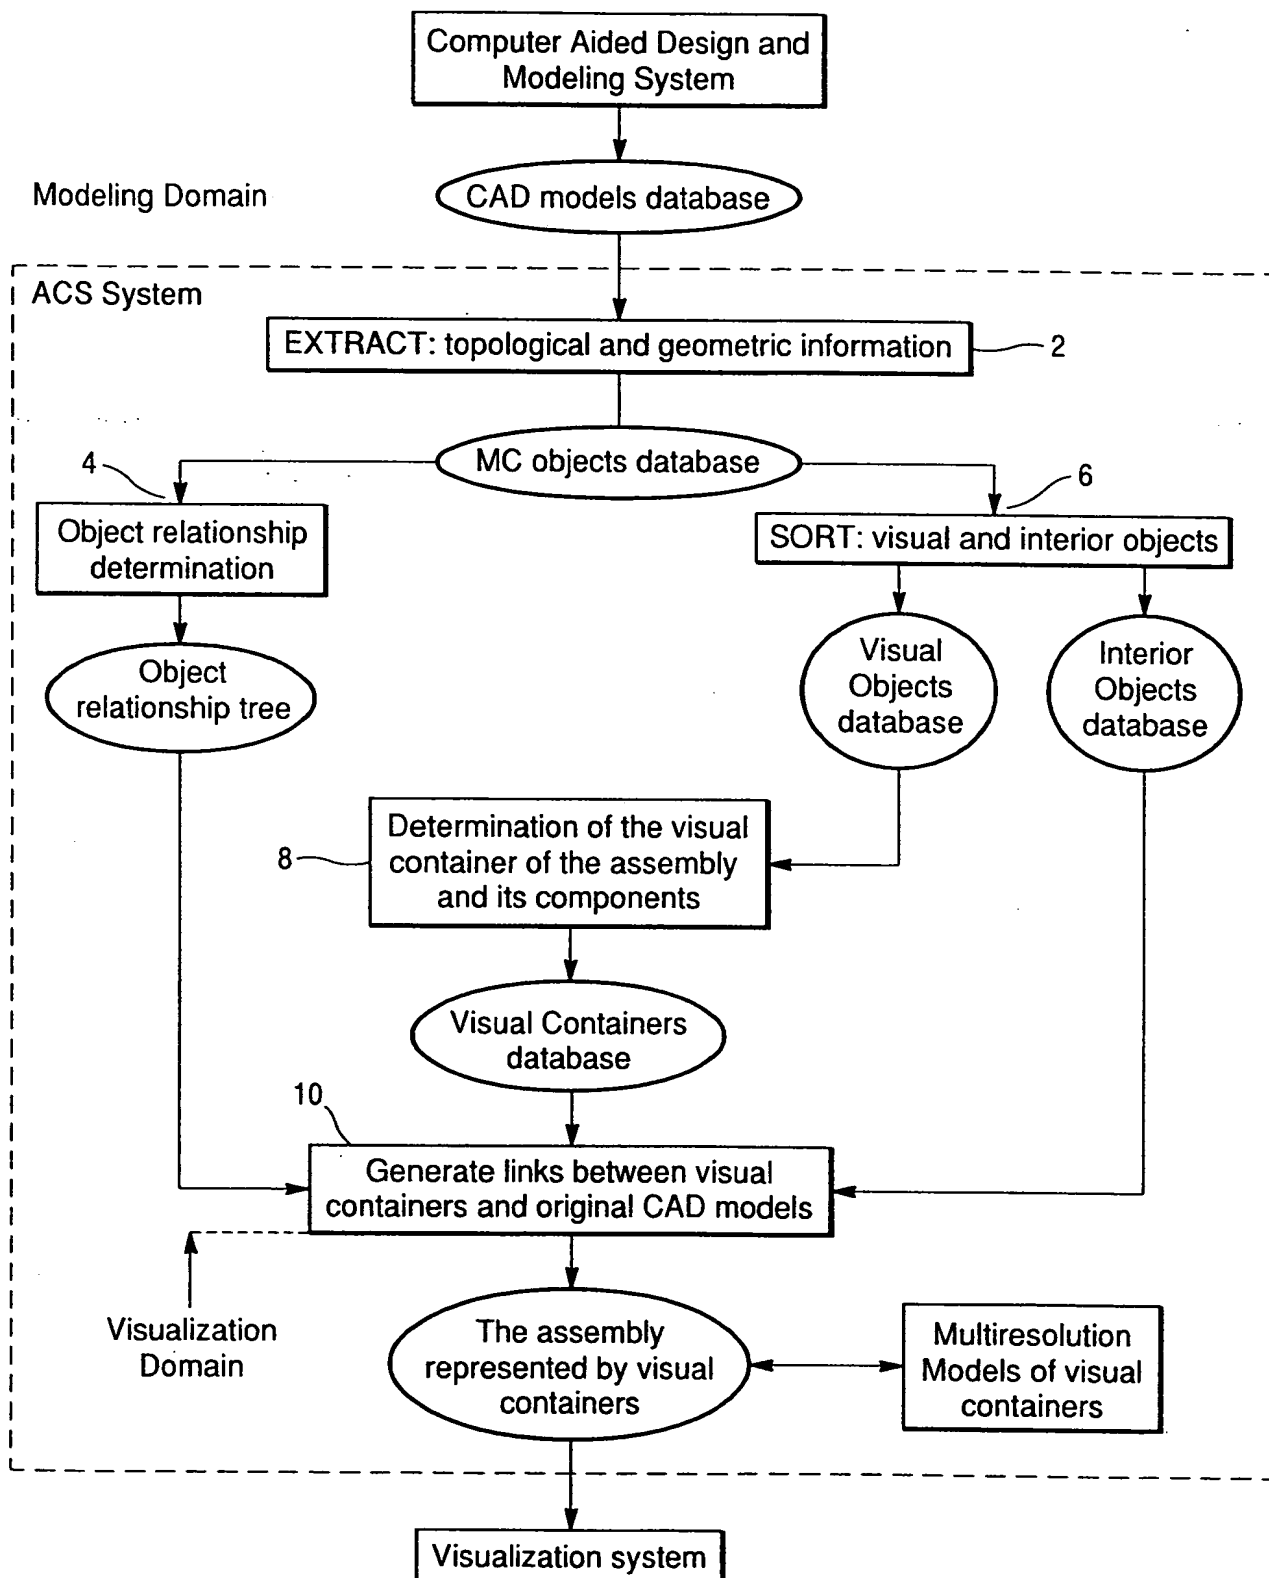 Computer Aided Design and
Modeling System
Modeling Domain
CAD models database
ACS System
EXTRACT: topological and geometric information
2
MC objects database
4
6
Object relationship
determination
SORT: visual and interior objects
Object
relationship tree
Visual
Objects
database
Interior
Objects
database
8
Determination of the visual
container of the assembly
and its components
Visual Containers
database
10
Generate links between visual
containers and original CAD models
Visualization
Domain
The assembly
represented by visual
containers
Multiresolution
Models of visual
containers
Visualization system